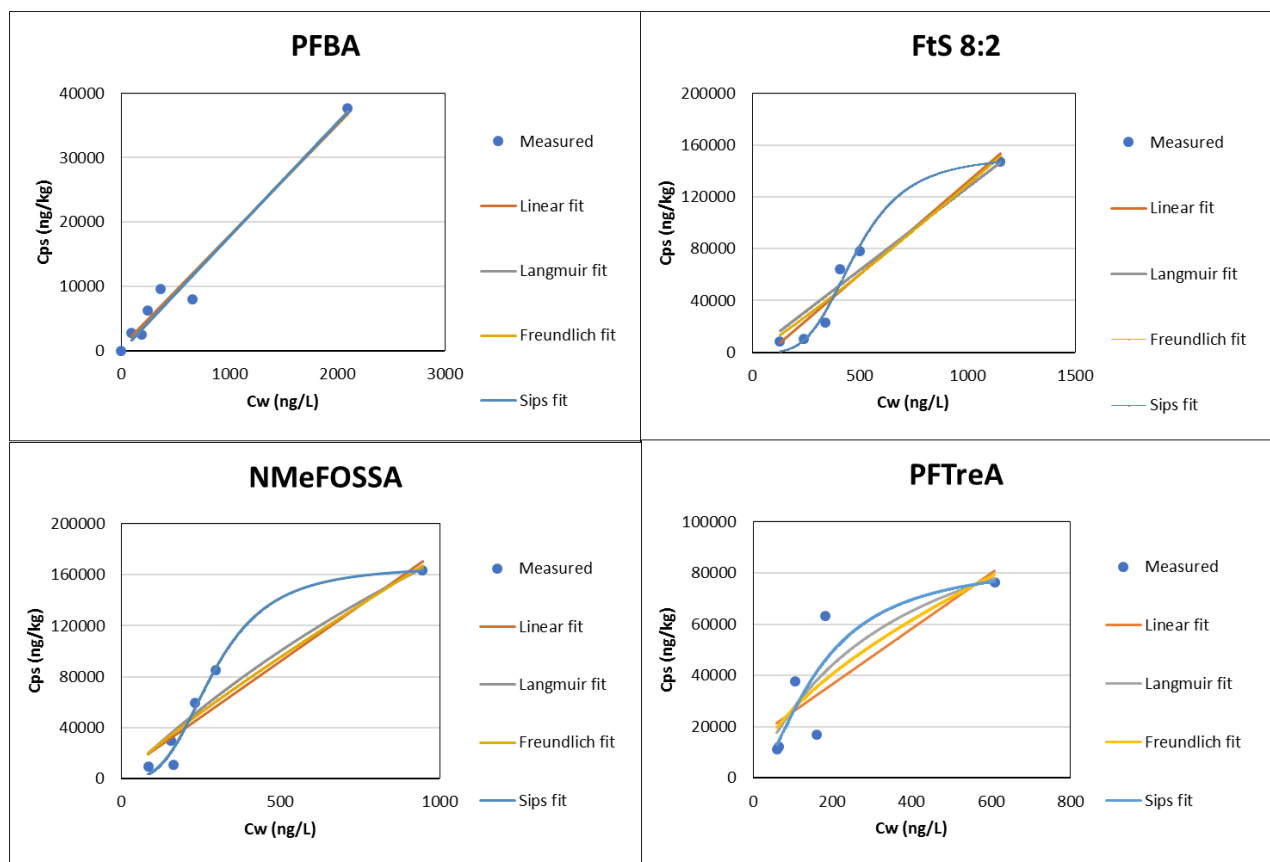 PFBA
40000
30000
20000
10000
0
0 1000 2000 3000
Cps (ng/kg)
Cw (ng/L)
Measured
Linear fit
Langmuir fit
Freundlich fit
Sips fit
FtS 8:2
200000
160000
120000
80000
40000
0
0 500 1000 1500
Cps (ng/kg)
Cw (ng/L)
Measured
Linear fit
Langmuir fit
Freundlich fit
Sips fit
NMeFOSSA
200000
160000
120000
80000
40000
0
0 500 1000
Cps (ng/kg)
Cw (ng/L)
Measured
Linear fit
Langmuir fit
Freundlich fit
Sips fit
PFTreA
100000
80000
60000
40000
20000
0
0 200 400 600 800
Cps (ng/kg)
Cw (ng/L)
Measured
Linear fit
Langmuir fit
Freundlich fit
Sips fit